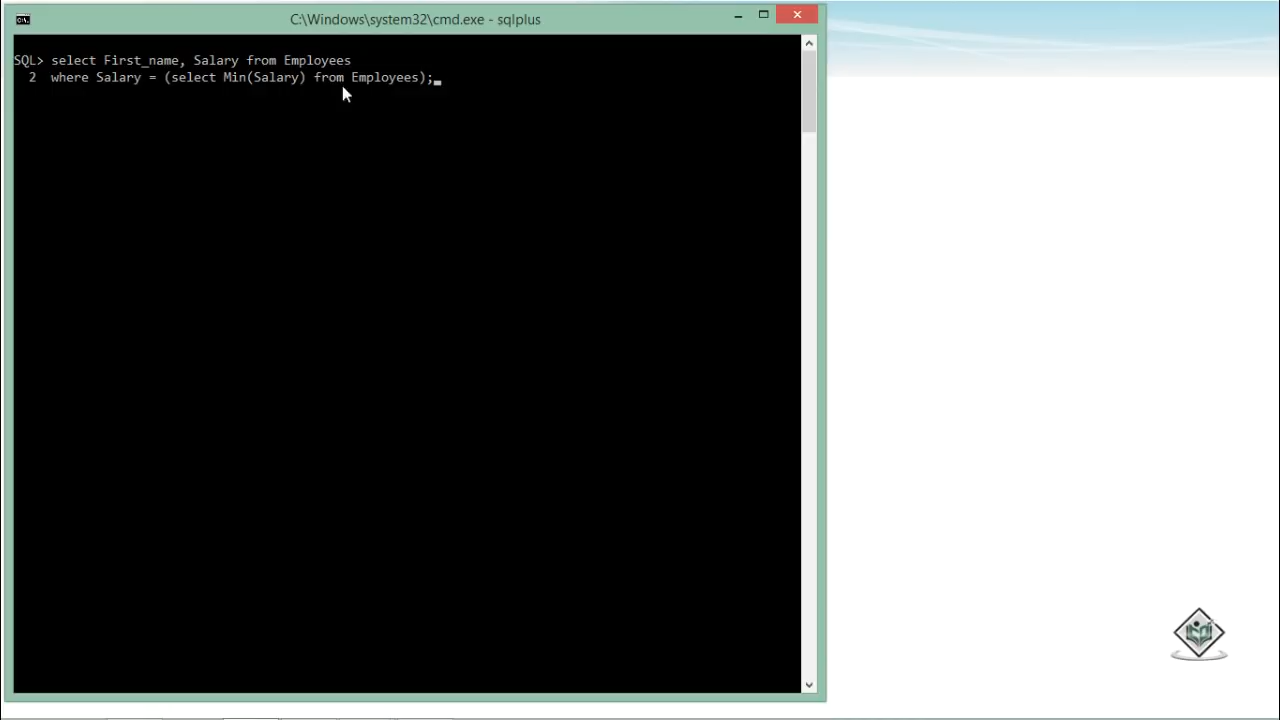 C:\Windows\system32\cmd.exe - sqlplus
SQL> select First_name, Salary from Employees
2 where Salary = (select Min(Salary) from Employees);